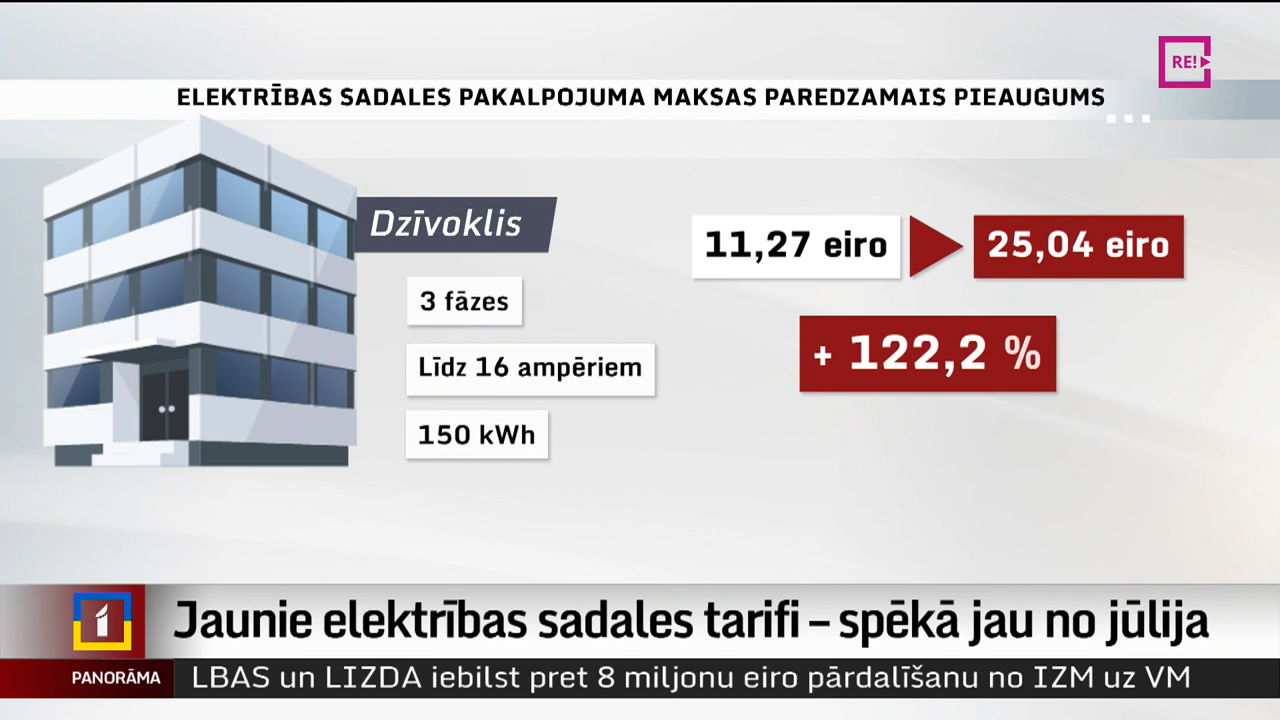 RE!
ELEKTRĪBAS SADALES PAKALPOJUMA MAKSAS PAREDZAMAIS PIEAUGUMS
Dzīvoklis
11,27 eiro
25,04 eiro
3 fāzes
+ 122,2 %
Līdz 16 ampēriem
150 kWh
1
Jaunie elektrības sadales tarifi – spēkā jau no jūlija
PANORĀMA
LBAS un LIZDA iebilst pret 8 miljonu eiro pārdalīšanu no IZM uz VM